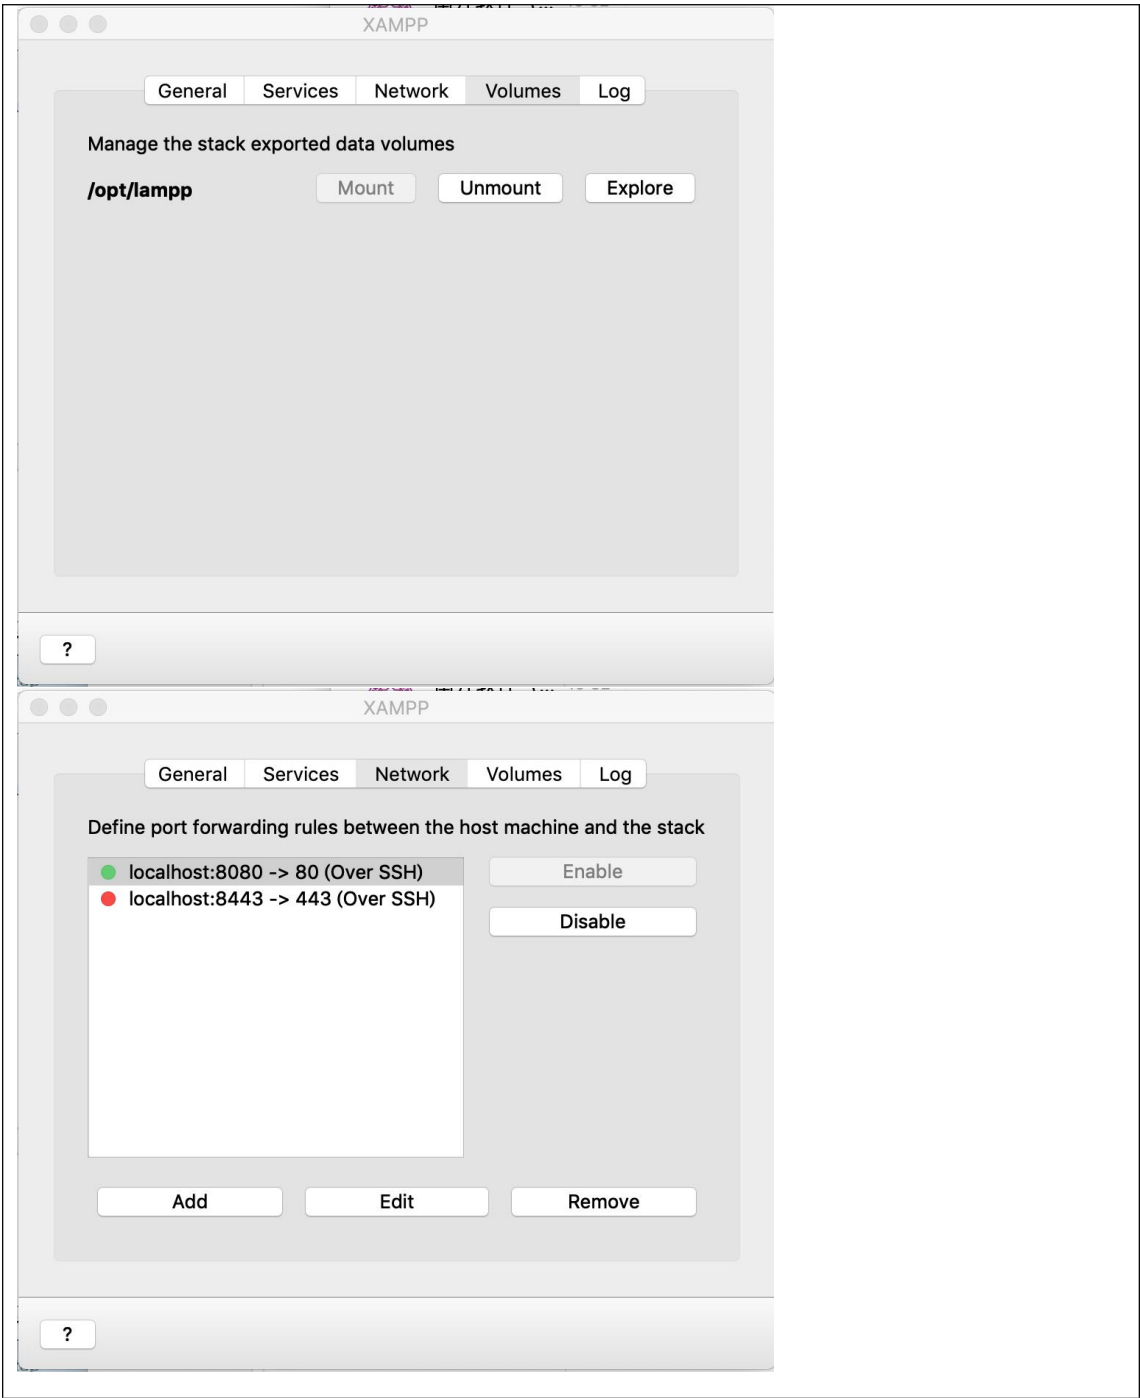 XAMPP
General Services Network Volumes Log
Manage the stack exported data volumes
/opt/lampp Mount Unmount Explore
?
XAMPP
General Services Network Volumes Log
Define port forwarding rules between the host machine and the stack
localhost:8080 -> 80 (Over SSH) Enable
localhost:8443 -> 443 (Over SSH)
Disable
Add Edit Remove
?